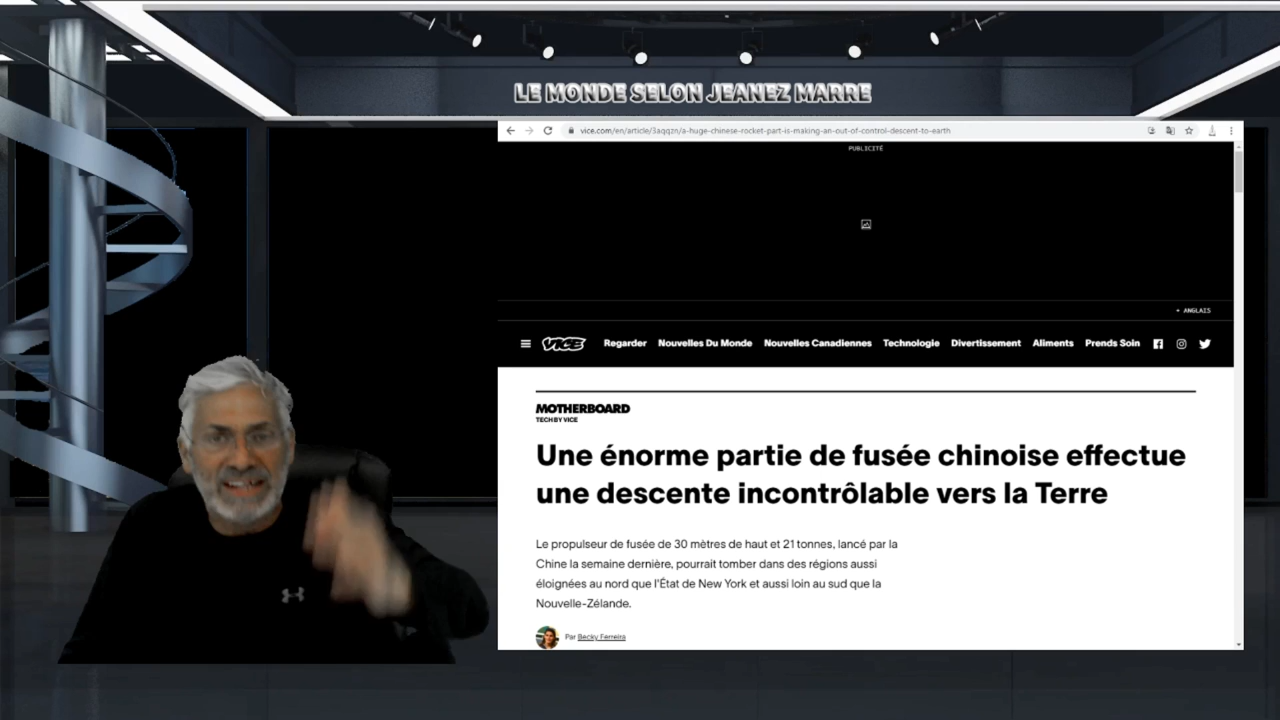 LE MONDE SELON JEANEZ MARRE
vice.com/en/article/3aqqzn/a-huge-chinese-rocket-part-is-making-an-out-of-control-descent-to-earth
PUBLICITÉ
+ ANGLAIS
VICE Regarder Nouvelles Du Monde Nouvelles Canadiennes Technologie Divertissement Aliments Prends Soin
MOTHERBOARD
TECH BY VICE
Une énorme partie de fusée chinoise effectue
une descente incontrôlable vers la Terre
Le propulseur de fusée de 30 mètres de haut et 21 tonnes, lancé par la
Chine la semaine dernière, pourrait tomber dans des régions aussi
éloignées au nord que l'État de New York et aussi loin au sud que la
Nouvelle-Zélande.
Par Becky Ferreira